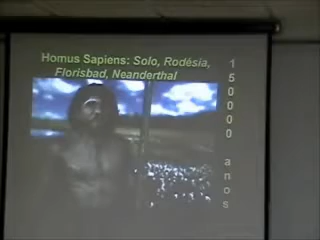 Homus Sapiens: Solo, Rodésia,
Florisbad, Neanderthal
150000 anos